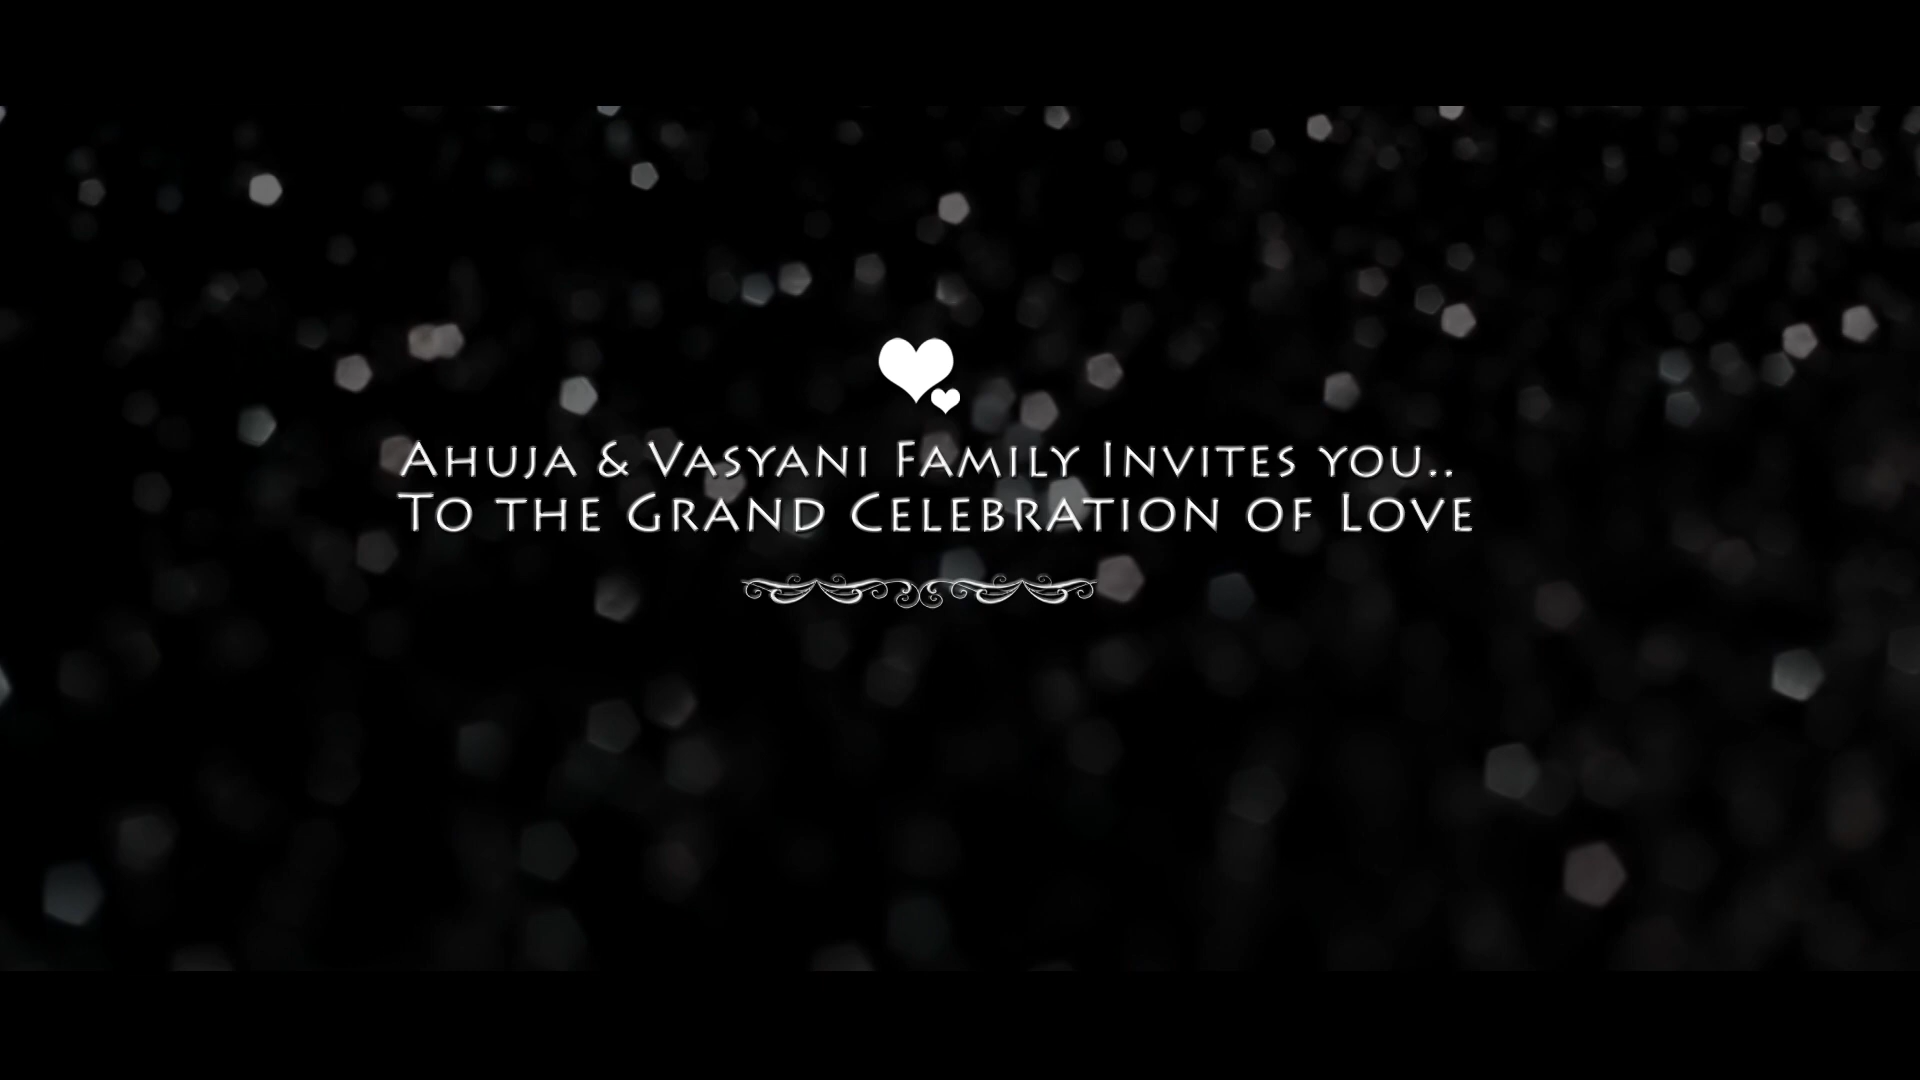 Ahuja & Vasyani Family Invites you..
To the Grand Celebration of Love